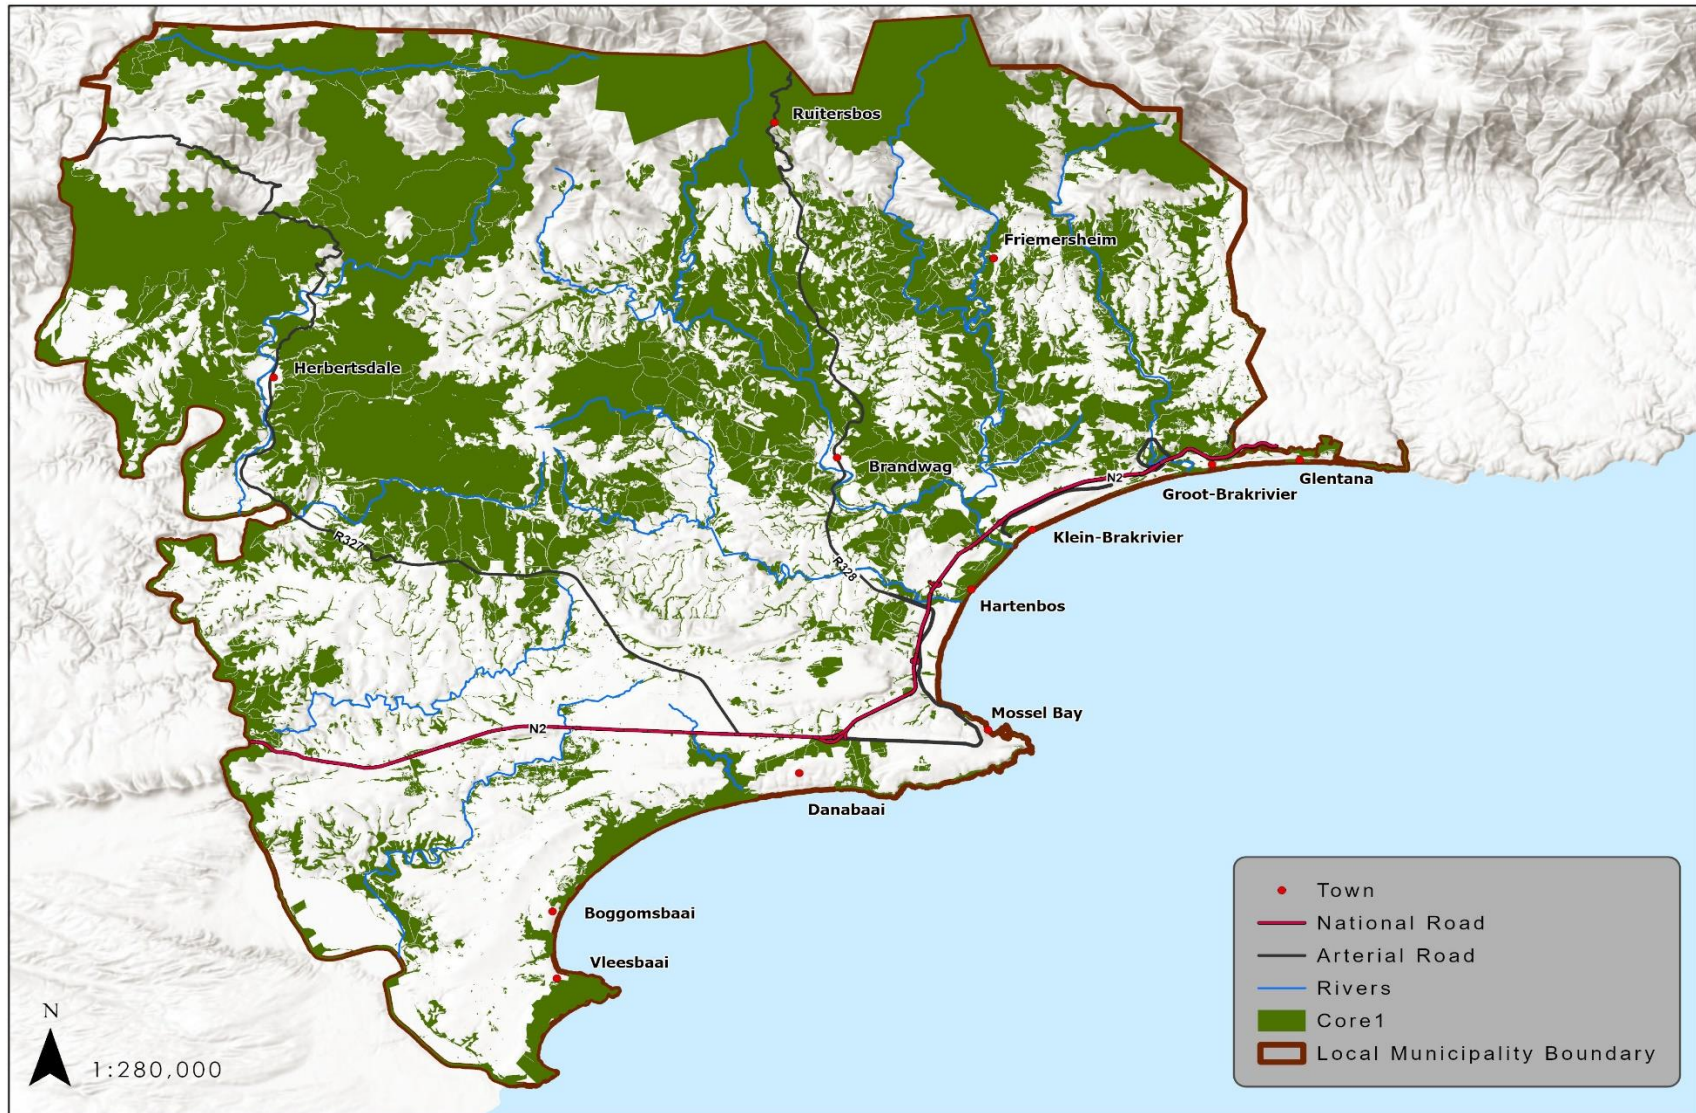 Ruitersbos
Friemersheim
Herbertsdale
Brandwag
Glentana
N2
Groot-Brakrivier
Klein-Brakrivier
R327
R328
Hartenbos
Mossel Bay
N2
Danabaai
Boggomsbaai
Vleesbaai
N
1:280,000
Town
National Road
Arterial Road
Rivers
Core1
Local Municipality Boundary